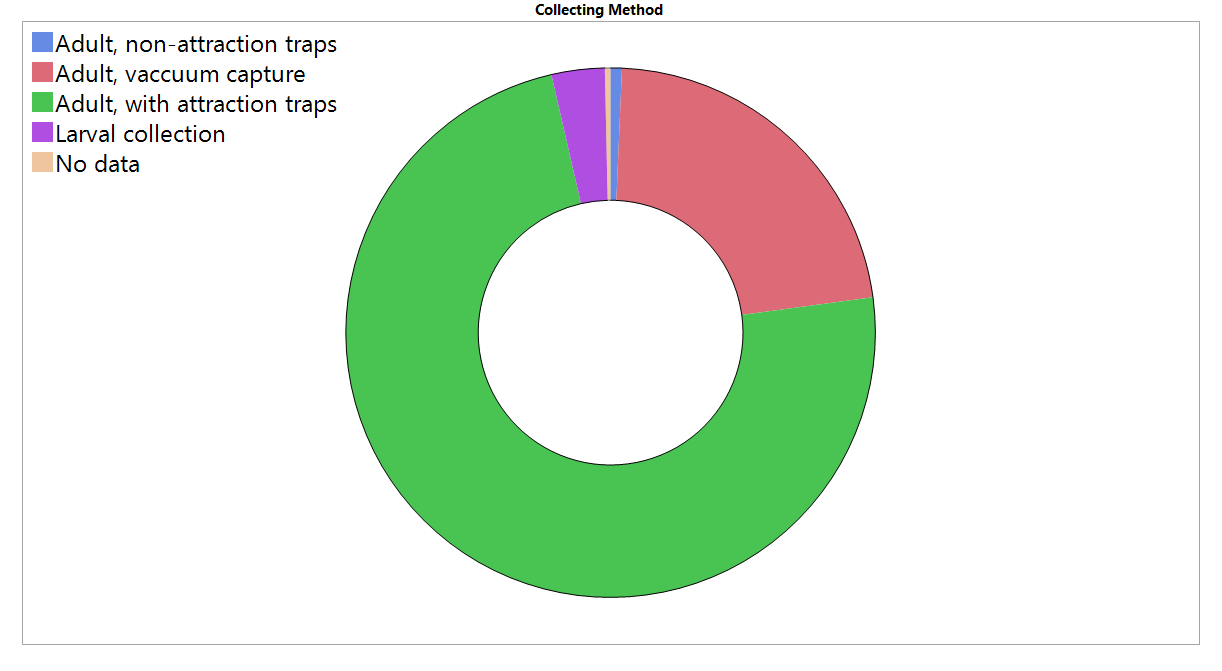 Collecting Method
Adult, non-attraction traps
Adult, vaccuum capture
Adult, with attraction traps
Larval collection
No data